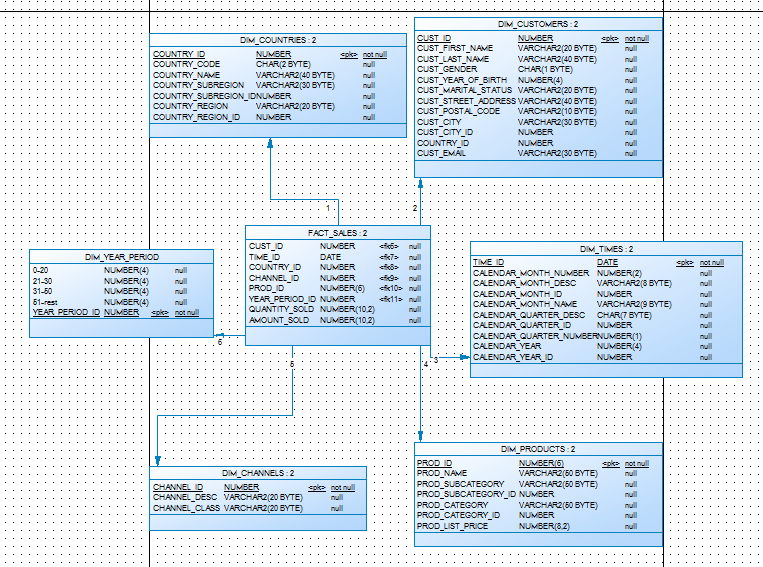 DIM_COUNTRIES : 2
COUNTRY_ID NUMBER <pk> not null
COUNTRY_CODE CHAR(2 BYTE) null
COUNTRY_NAME VARCHAR2(40 BYTE) null
COUNTRY_SUBREGION VARCHAR2(30 BYTE) null
COUNTRY_SUBREGION_ID NUMBER null
COUNTRY_REGION VARCHAR2(20 BYTE) null
COUNTRY_REGION_ID NUMBER null
DIM_CUSTOMERS : 2
CUST_ID NUMBER <pk> not null
CUST_FIRST_NAME VARCHAR2(20 BYTE) null
CUST_LAST_NAME VARCHAR2(40 BYTE) null
CUST_GENDER CHAR(1 BYTE) null
CUST_YEAR_OF_BIRTH NUMBER(4) null
CUST_MARITAL_STATUS VARCHAR2(20 BYTE) null
CUST_STREET_ADDRESS VARCHAR2(40 BYTE) null
CUST_POSTAL_CODE VARCHAR2(10 BYTE) null
CUST_CITY VARCHAR2(30 BYTE) null
CUST_CITY_ID NUMBER null
COUNTRY_ID NUMBER null
CUST_EMAIL VARCHAR2(30 BYTE) null
1
2
FACT_SALES : 2
CUST_ID NUMBER <fk6> null
TIME_ID DATE <fk7> null
COUNTRY_ID NUMBER <fk8> null
CHANNEL_ID NUMBER <fk9> null
PROD_ID NUMBER(6) <fk10> null
YEAR_PERIOD_ID NUMBER <fk11> null
QUANTITY_SOLD NUMBER(10,2) null
AMOUNT_SOLD NUMBER(10,2) null
DIM_YEAR_PERIOD
0-20 NUMBER(4) null
21-30 NUMBER(4) null
31-50 NUMBER(4) null
51-rest NUMBER(4) null
YEAR_PERIOD_ID NUMBER <pk> not null
DIM_TIMES : 2
TIME_ID DATE <pk> not null
CALENDAR_MONTH_NUMBER NUMBER(2) null
CALENDAR_MONTH_DESC VARCHAR2(8 BYTE) null
CALENDAR_MONTH_ID NUMBER null
CALENDAR_MONTH_NAME VARCHAR2(9 BYTE) null
CALENDAR_QUARTER_DESC CHAR(7 BYTE) null
CALENDAR_QUARTER_ID NUMBER null
CALENDAR_QUARTER_NUMBER NUMBER(1) null
CALENDAR_YEAR NUMBER(4) null
CALENDAR_YEAR_ID NUMBER null
6
5
4
3
DIM_CHANNELS : 2
CHANNEL_ID NUMBER <pk> not null
CHANNEL_DESC VARCHAR2(20 BYTE) null
CHANNEL_CLASS VARCHAR2(20 BYTE) null
DIM_PRODUCTS : 2
PROD_ID NUMBER(6) <pk> not null
PROD_NAME VARCHAR2(50 BYTE) null
PROD_SUBCATEGORY VARCHAR2(50 BYTE) null
PROD_SUBCATEGORY_ID NUMBER null
PROD_CATEGORY VARCHAR2(50 BYTE) null
PROD_CATEGORY_ID NUMBER null
PROD_LIST_PRICE NUMBER(8,2) null